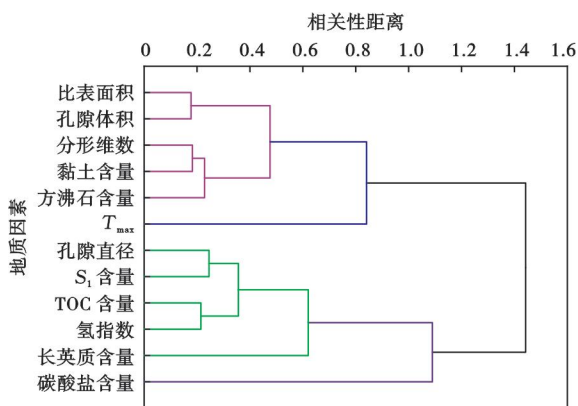 相关性距离
0 0.2 0.4 0.6 0.8 1.0 1.2 1.4 1.6
地质因素
比表面积
孔隙体积
分形维数
黏土含量
方沸石含量
Tmax
孔隙直径
S₁ 含量
TOC 含量
氢指数
长英质含量
碳酸盐含量